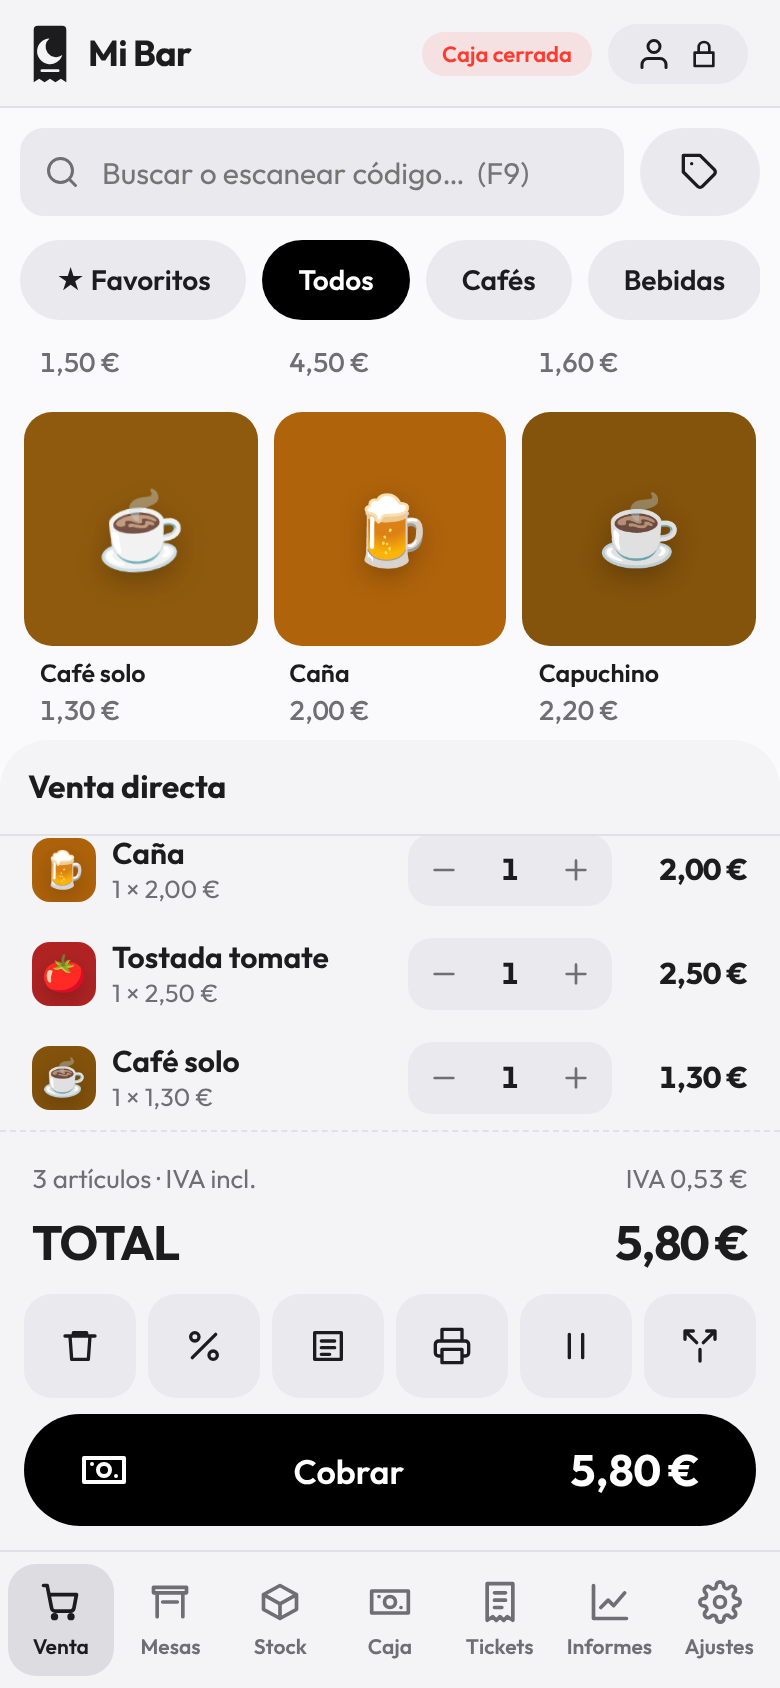 Mi Bar
Caja cerrada
Buscar o escanear código... (F9)
★ Favoritos
Todos
Cafés
Bebidas
1,50 €
4,50 €
1,60 €
Café solo
Caña
Capuchino
1,30 €
2,00 €
2,20 €
Venta directa
Caña
1 × 2,00 €
1
2,00 €
Tostada tomate
1 × 2,50 €
1
2,50 €
Café solo
1 × 1,30 €
1
1,30 €
3 artículos · IVA incl.
IVA 0,53 €
TOTAL
5,80 €
Cobrar
5,80 €
Venta
Mesas
Stock
Caja
Tickets
Informes
Ajustes